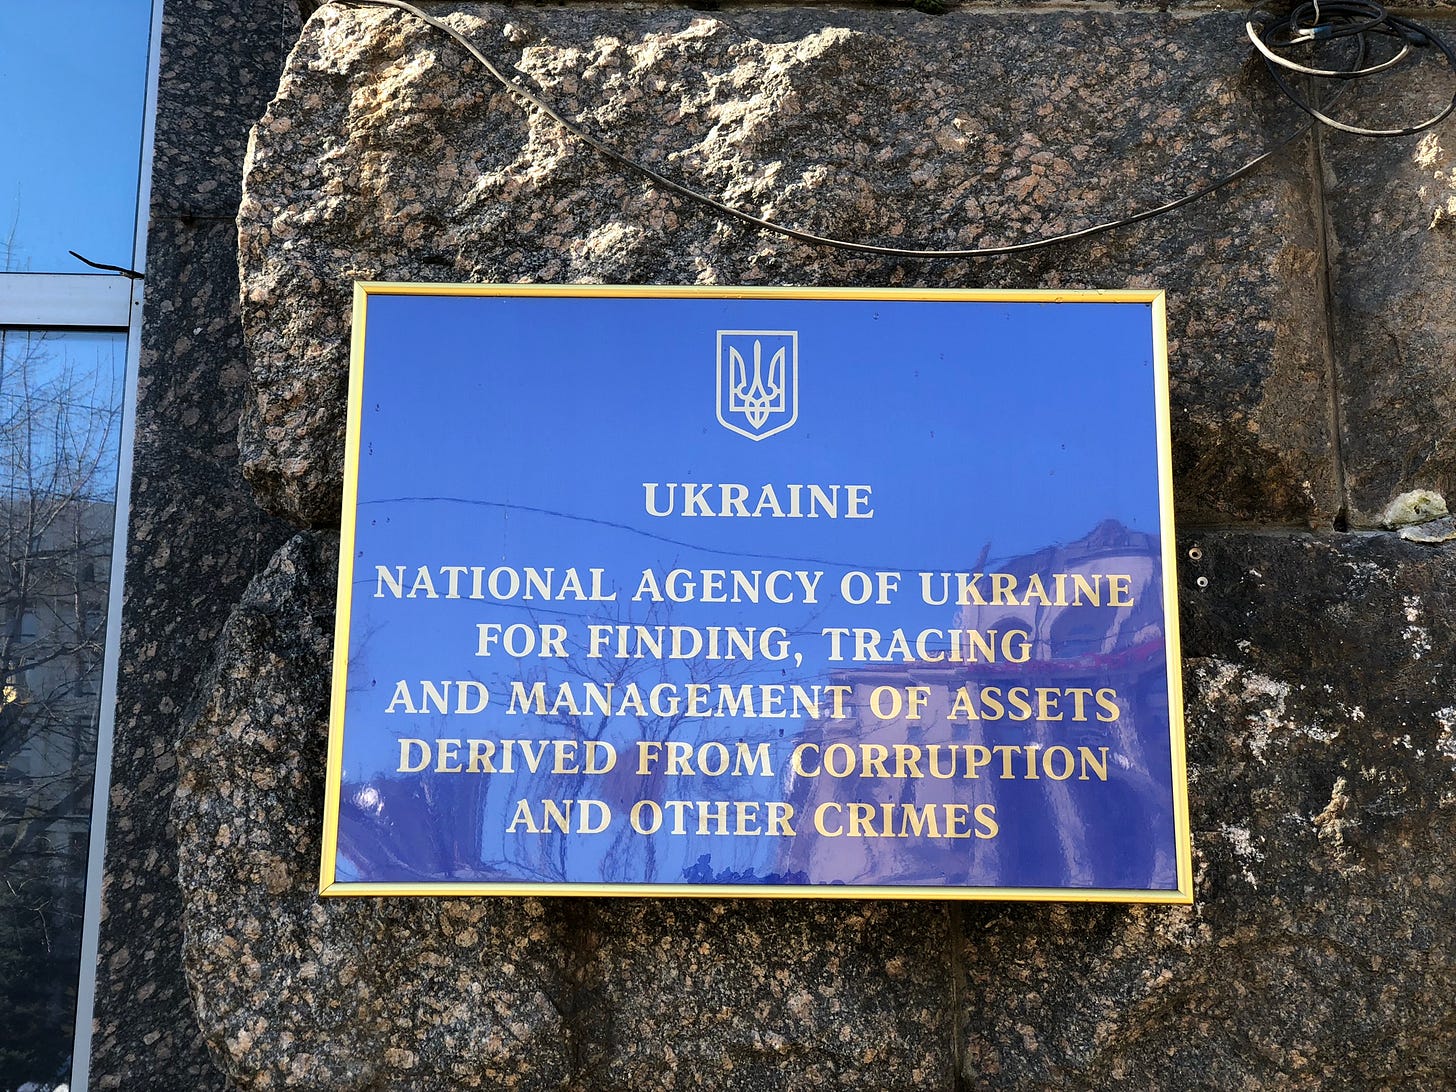 UKRAINE
NATIONAL AGENCY OF UKRAINE
FOR FINDING, TRACING
AND MANAGEMENT OF ASSETS
DERIVED FROM CORRUPTION
AND OTHER CRIMES